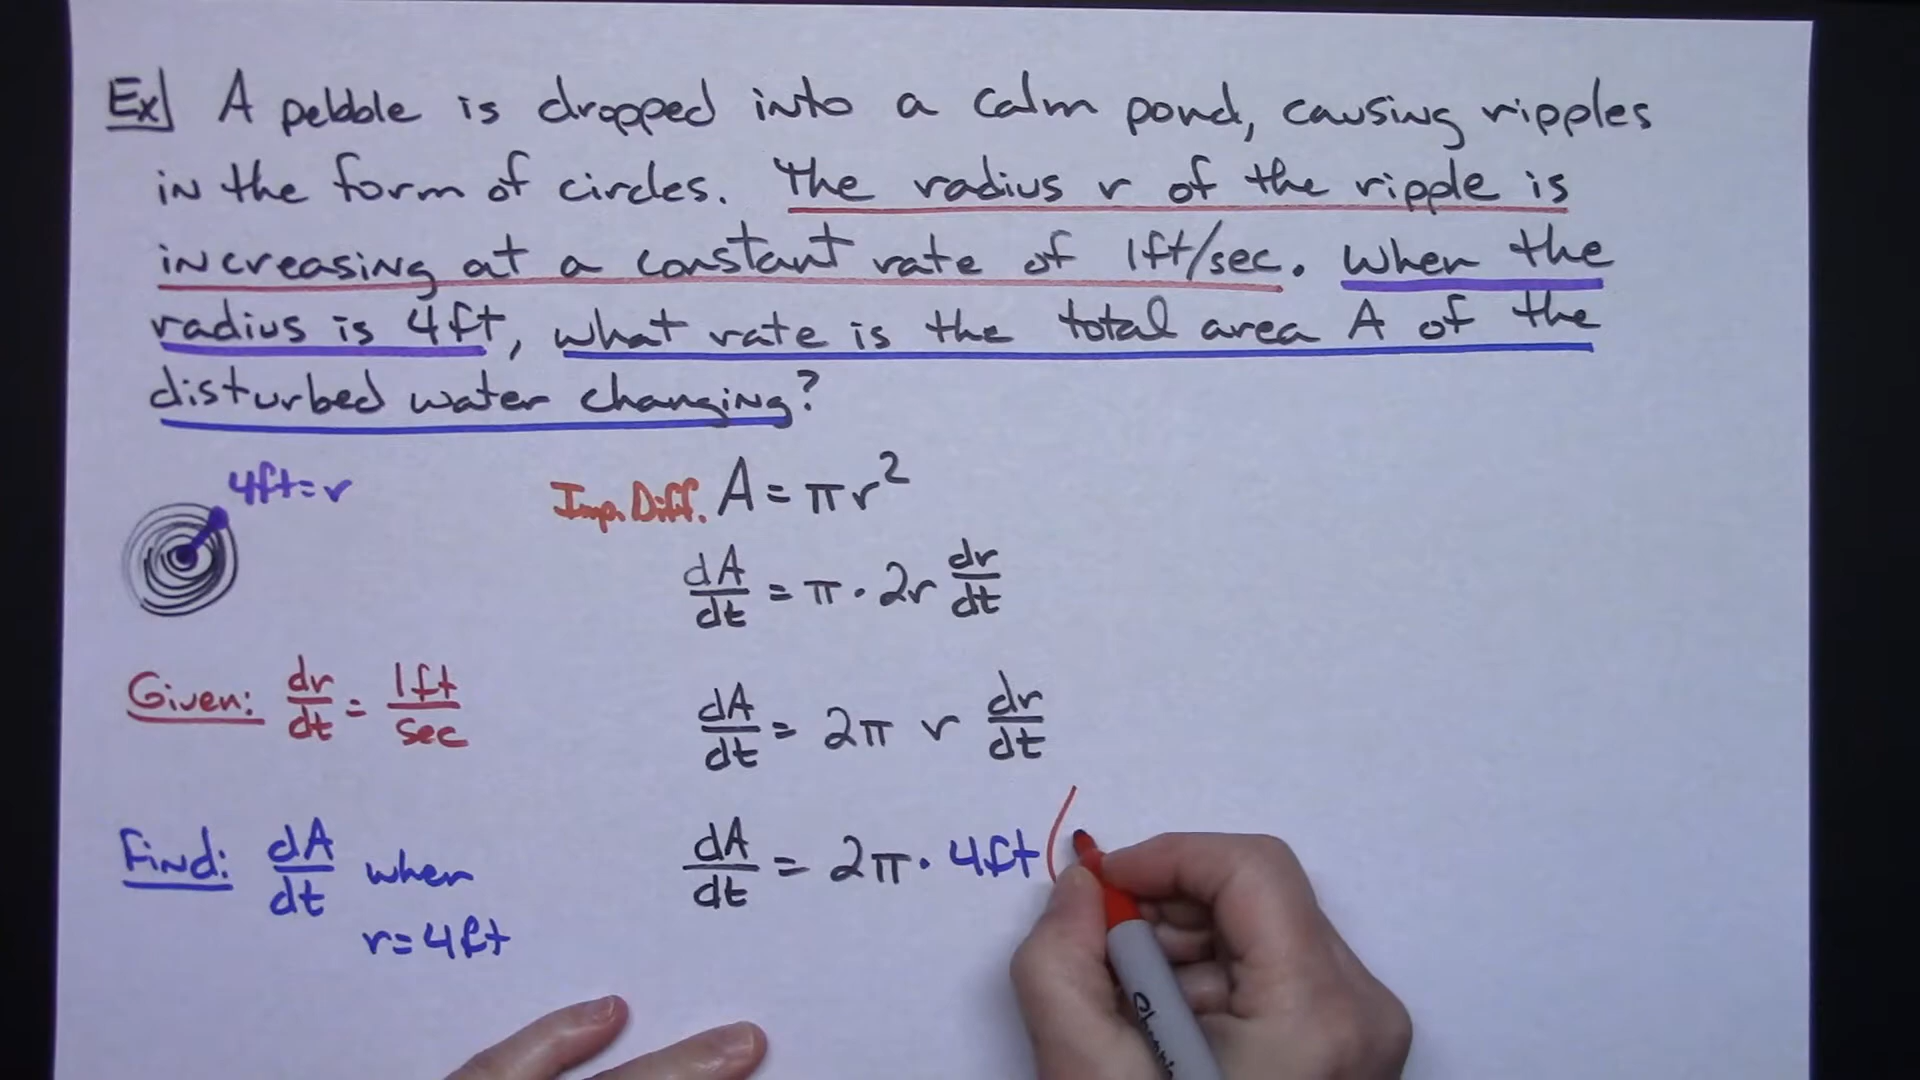 Ex] A pebble is dropped into a calm pond, causing ripples
in the form of circles. The radius r of the ripple is
increasing at a constant rate of 1ft/sec. When the
radius is 4ft, what rate is the total area A of the
disturbed water changing?
4ft=r
Imp. Diff. A = πr²
dA/dt = π · 2r dr/dt
Given: dr/dt = 1ft/sec
dA/dt = 2π r dr/dt
Find: dA/dt when
r=4ft
dA/dt = 2π · 4ft (